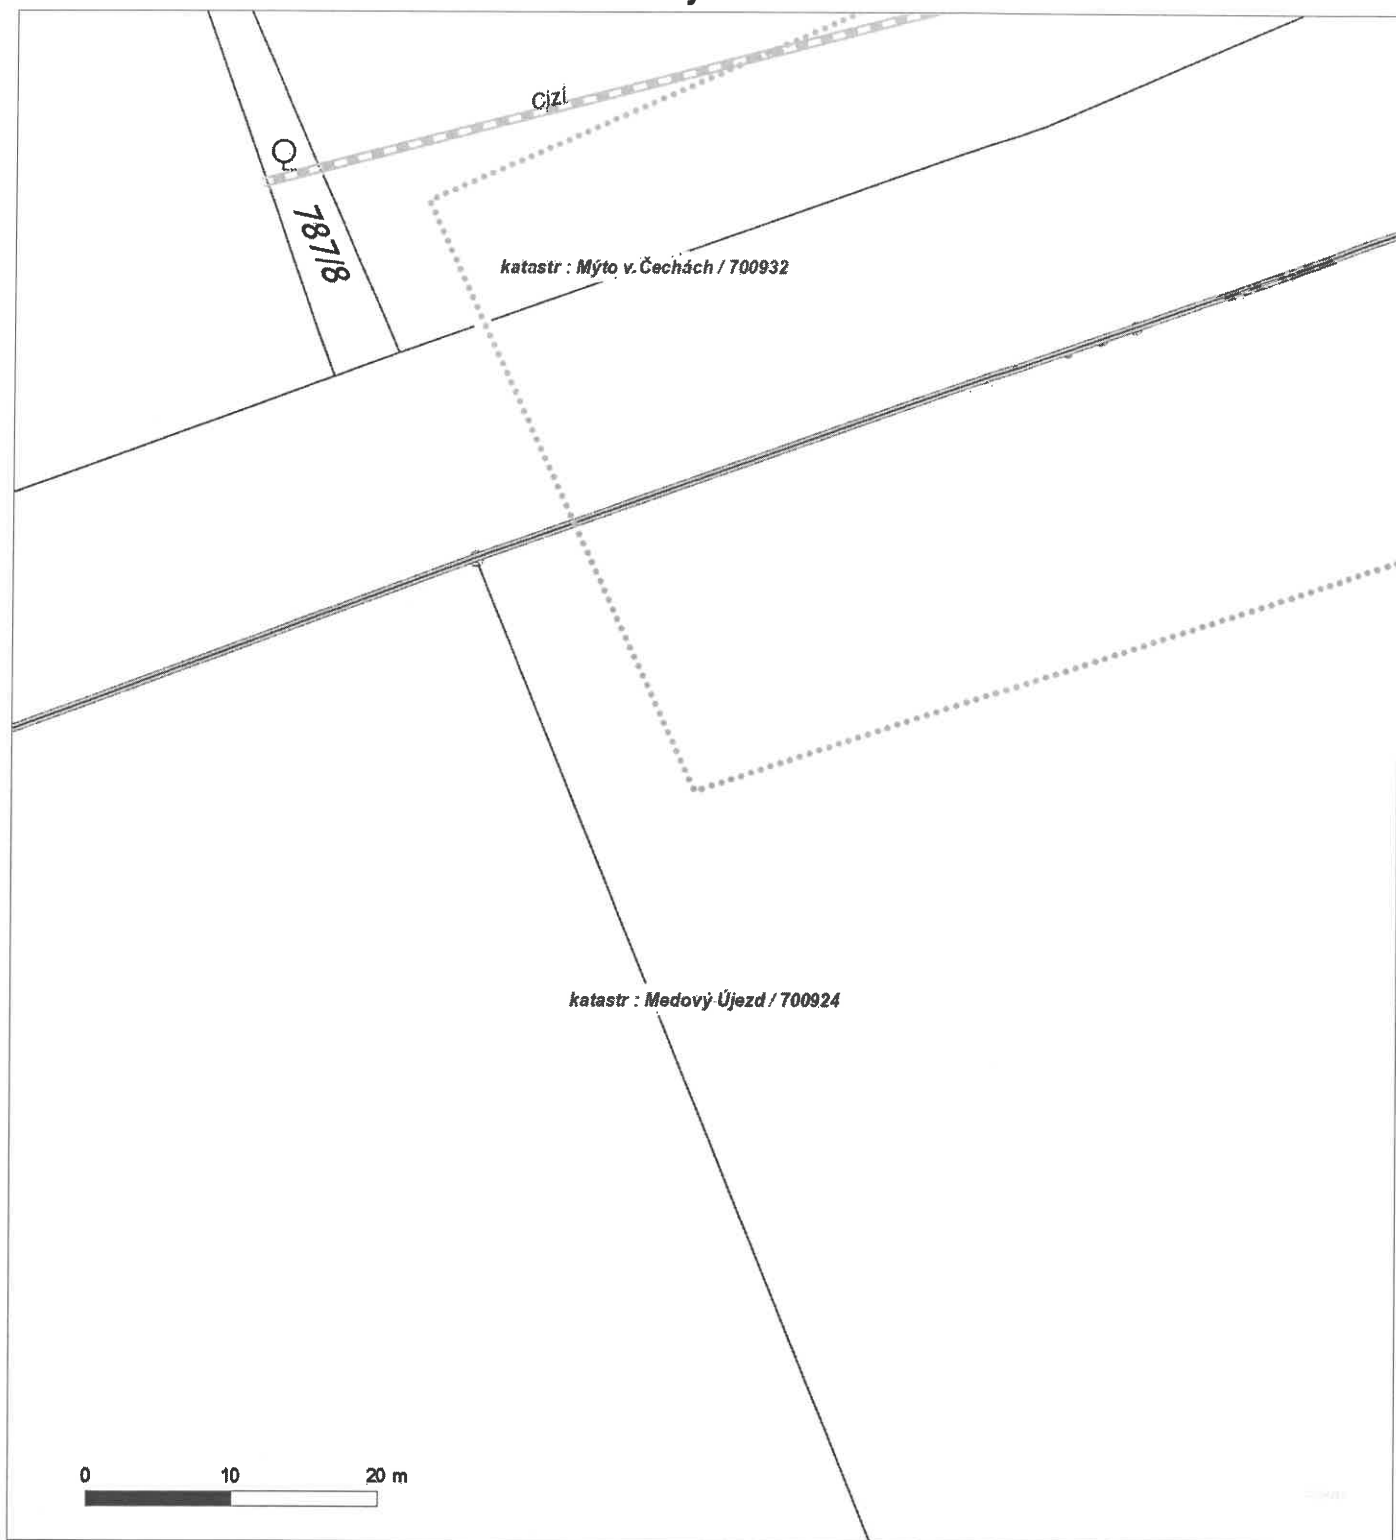 cizí
787/8
katastr : Mýto v Čechách / 700932
katastr : Medový Újezd / 700924
0 10 20 m